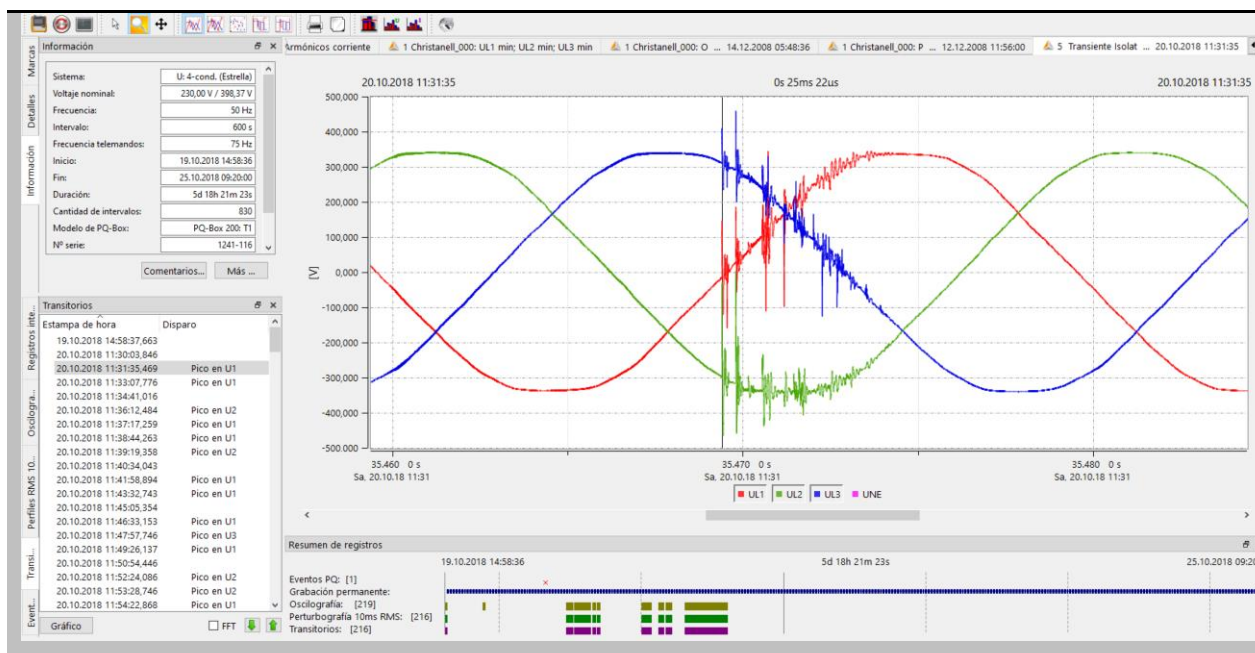 Información
Armónicos corriente
1 Christanell_000: UL1 min; UL2 min; UL3 min
1 Christanell_000: O ... 14.12.2008 05:48:36
1 Christanell_000: P ... 12.12.2008 11:56:00
5 Transiente Isolat ... 20.10.2018 11:31:35
Marcas
Detalles
Información
Registros inte...
Oscilogra...
Perfiles RMS 10...
Transi...
Event...
Sistema: U: 4-cond. (Estrella)
Voltaje nominal: 230,00 V / 398,37 V
Frecuencia: 50 Hz
Intervalo: 600 s
Frecuencia telemandos: 75 Hz
Inicio: 19.10.2018 14:58:36
Fin: 25.10.2018 09:20:00
Duración: 5d 18h 21m 23s
Cantidad de intervalos: 830
Modelo de PQ-Box: PQ-Box 200: T1
Nº serie: 1241-116
Comentarios... Más ...
Transitorios
Estampa de hora Disparo
19.10.2018 14:58:37,663
20.10.2018 11:30:03,846
20.10.2018 11:31:35,469 Pico en U1
20.10.2018 11:33:07,776 Pico en U1
20.10.2018 11:34:41,016
20.10.2018 11:36:12,484 Pico en U2
20.10.2018 11:37:17,259 Pico en U1
20.10.2018 11:38:44,263 Pico en U1
20.10.2018 11:39:19,358 Pico en U2
20.10.2018 11:40:34,043
20.10.2018 11:41:58,894 Pico en U1
20.10.2018 11:43:32,743 Pico en U1
20.10.2018 11:45:05,354
20.10.2018 11:46:33,153 Pico en U1
20.10.2018 11:47:57,746 Pico en U3
20.10.2018 11:49:26,137 Pico en U1
20.10.2018 11:50:54,446
20.10.2018 11:52:24,086 Pico en U2
20.10.2018 11:53:28,746 Pico en U2
20.10.2018 11:54:22,868 Pico en U1
Gráfico FFT
20.10.2018 11:31:35 0s 25ms 22us 20.10.2018 11:31:35
500,000
400,000
300,000
200,000
100,000
0,000
-100,000
-200,000
-300,000
-400,000
-500,000
[V]
35.460 0 s 35.470 0 s 35.480 0 s
Sa, 20.10.18 11:31 Sa, 20.10.18 11:31 Sa, 20.10.18 11:31
UL1 UL2 UL3 UNE
Resumen de registros
19.10.2018 14:58:36 5d 18h 21m 23s 25.10.2018 09:20
Eventos PQ: [1]
Grabación permanente:
Oscilografía: [219]
Perturbografía 10ms RMS: [216]
Transitorios: [216]